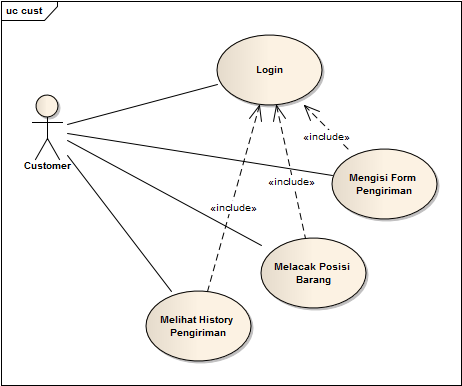 uc cust
Login
Customer
«include»
Mengisi Form
Pengiriman
«include»
«include»
Melacak Posisi
Barang
Melihat History
Pengiriman